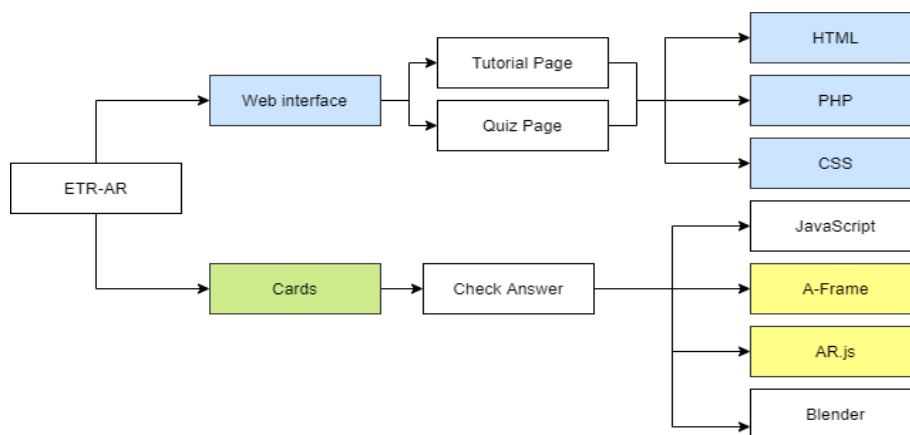 HTML
Tutorial Page
Web interface
PHP
Quiz Page
CSS
ETR-AR
JavaScript
Cards
Check Answer
A-Frame
AR.js
Blender